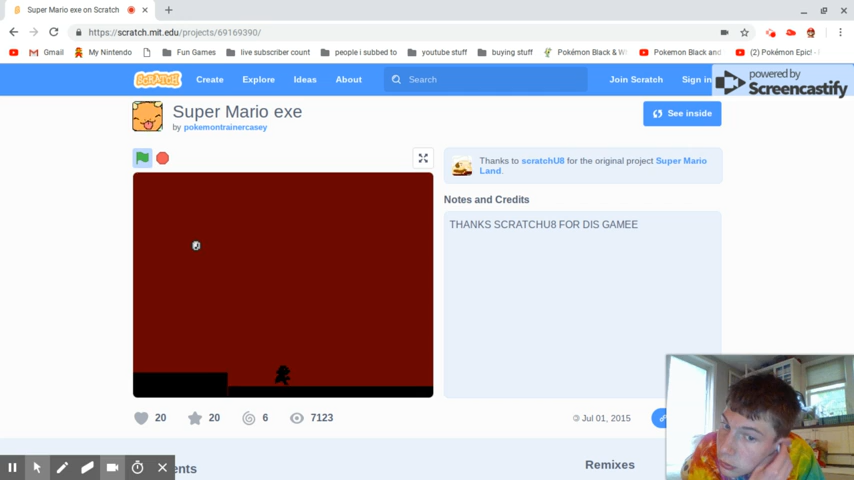 Super Mario exe on Scratch
https://scratch.mit.edu/projects/69169390/
Gmail
My Nintendo
Fun Games
live subscriber count
people i subbed to
youtube stuff
buying stuff
Pokémon Black & W
Pokemon Black and
(2) Pokémon Epic!
SCRATCH
Create
Explore
Ideas
About
Search
Join Scratch
Sign in
powered by
Screencastify
Super Mario exe
by pokemontrainercasey
See inside
Thanks to scratchU8 for the original project Super Mario
Land.
Notes and Credits
THANKS SCRATCHU8 FOR DIS GAMEE
20
20
6
7123
Jul 01, 2015
ents
Remixes